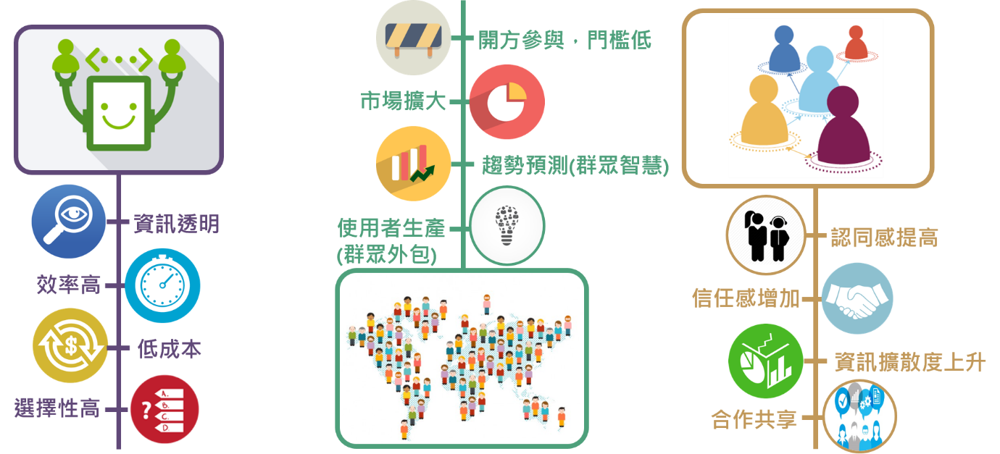 資訊透明
效率高
$
低成本
選擇性高
?
A.
B.
C.
D.
開方參與，門檻低
市場擴大
趨勢預測(群眾智慧)
使用者生產
(群眾外包)
認同感提高
信任感增加
資訊擴散度上升
合作共享